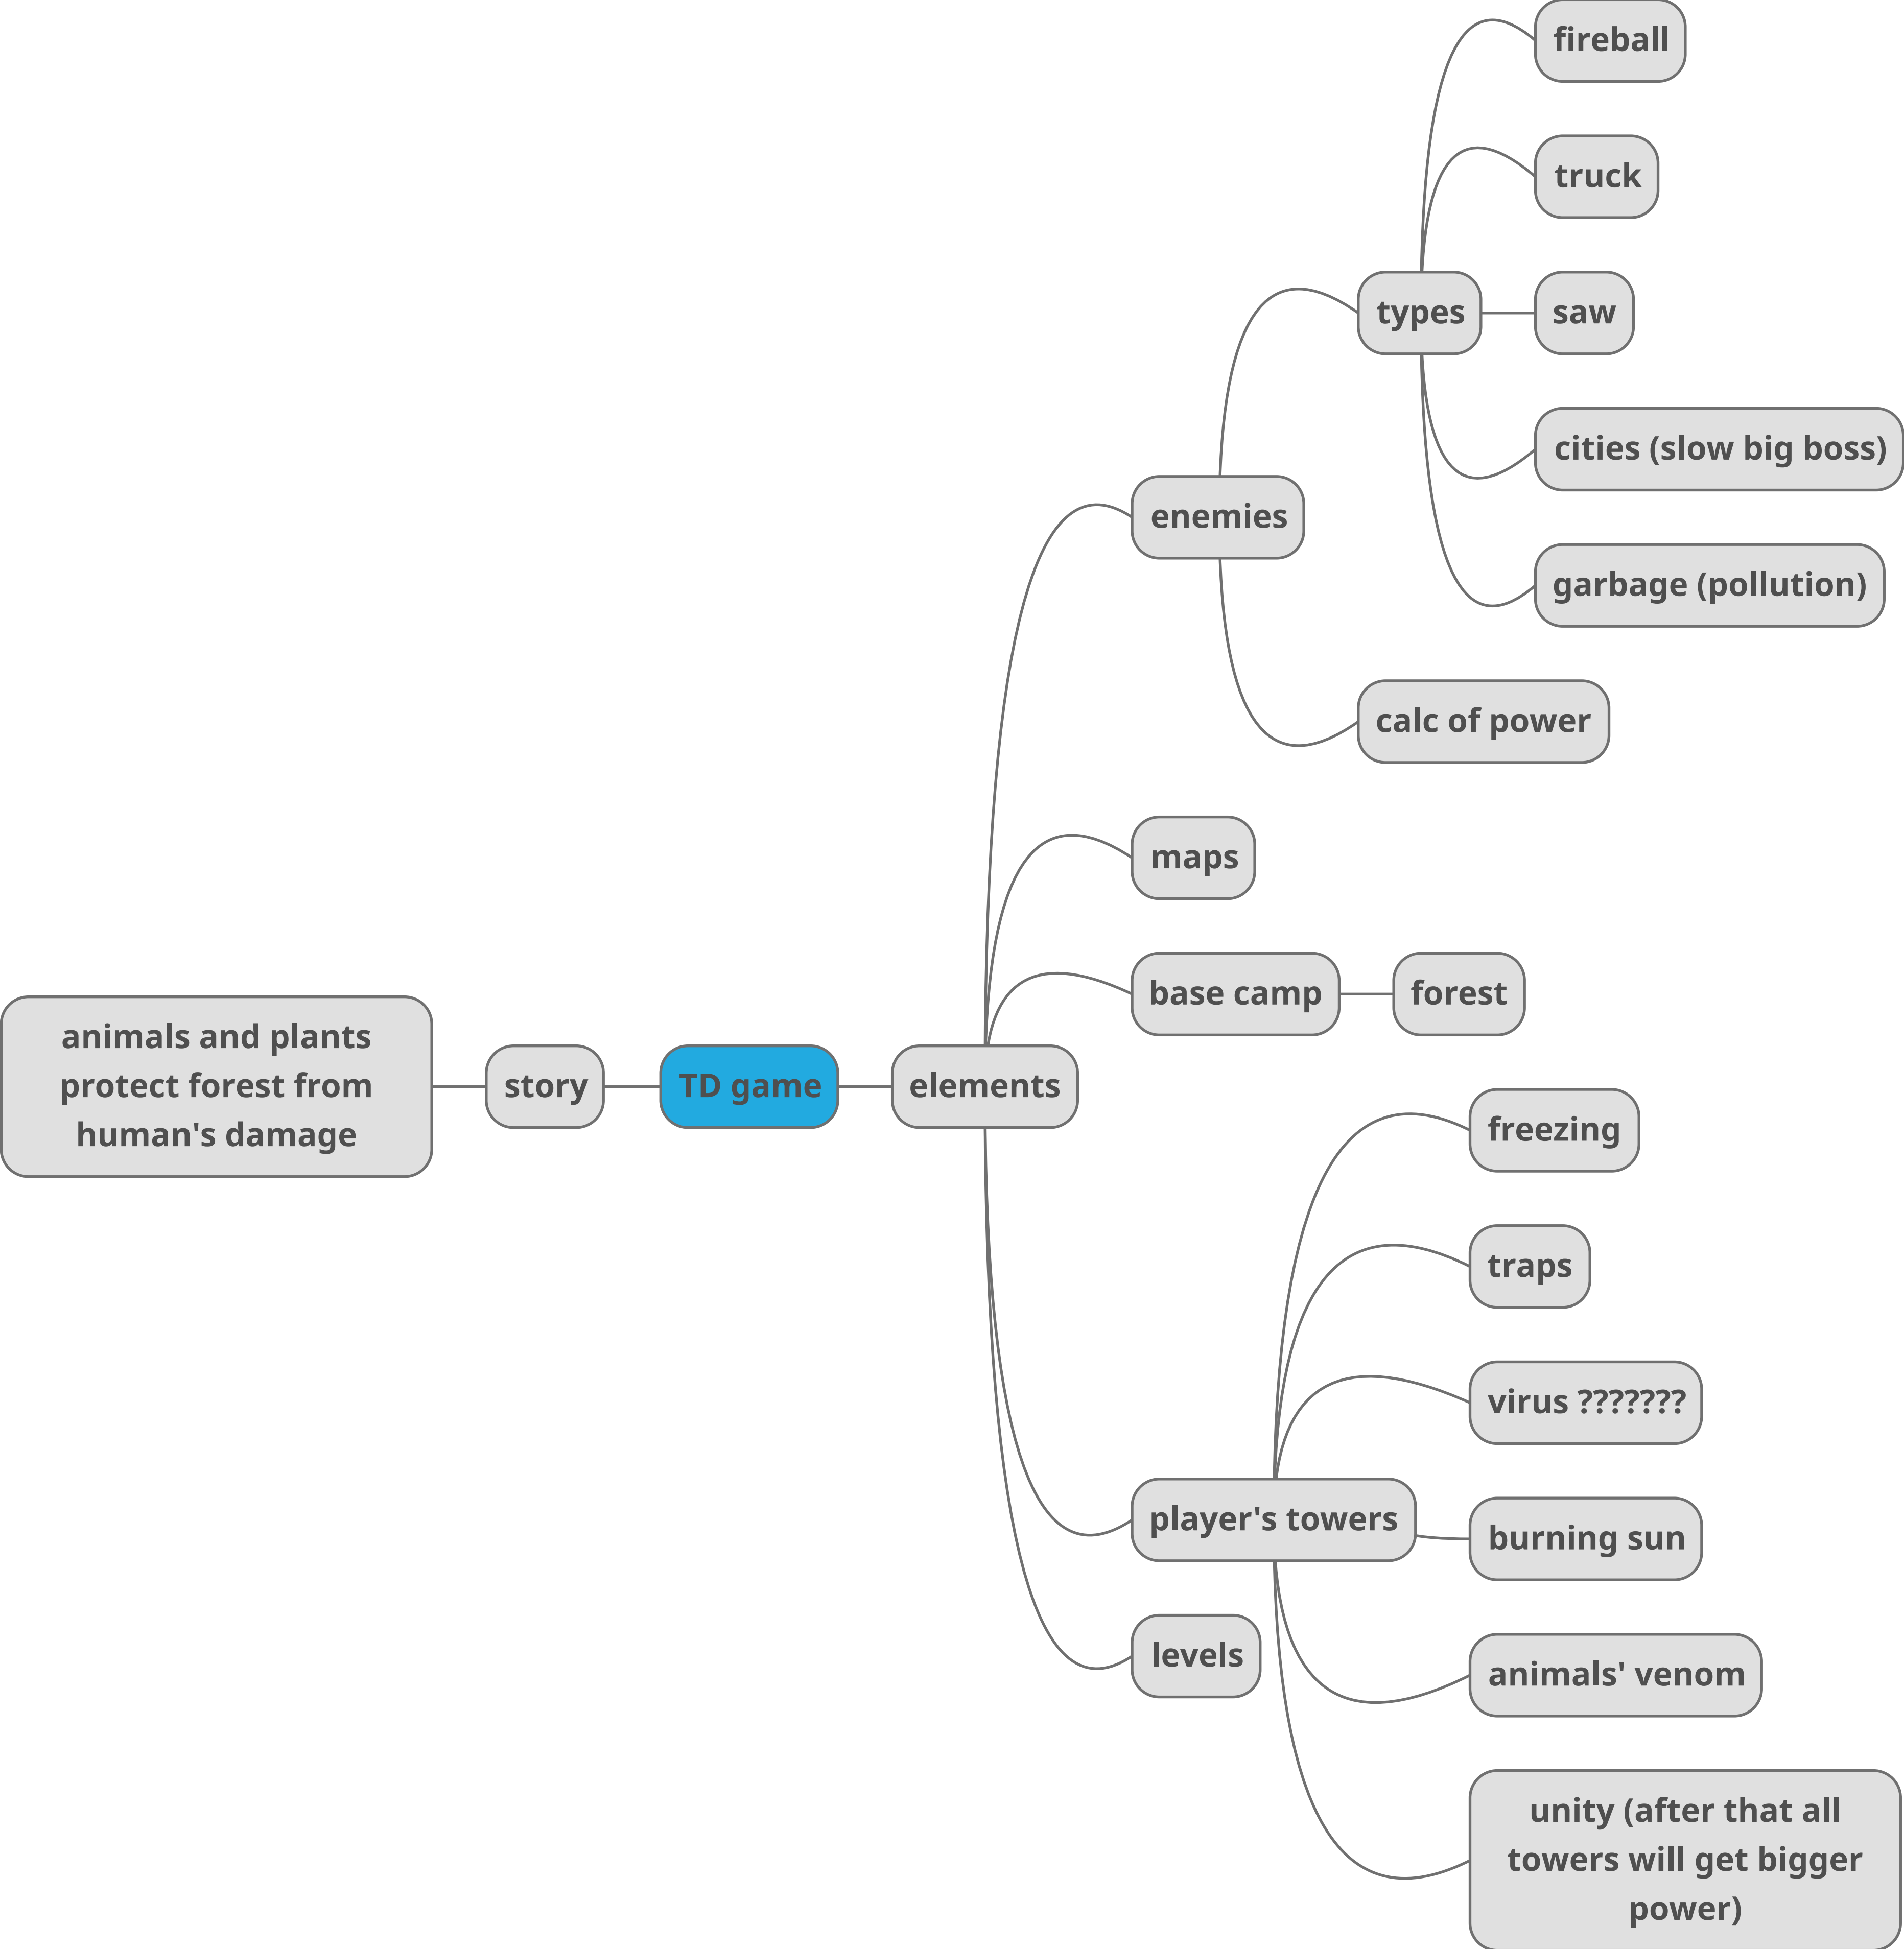 fireball
truck
types
saw
cities (slow big boss)
enemies
garbage (pollution)
calc of power
maps
base camp
forest
animals and plants
protect forest from
human's damage
story
TD game
elements
freezing
traps
virus ???????
player's towers
burning sun
levels
animals' venom
unity (after that all
towers will get bigger
power)